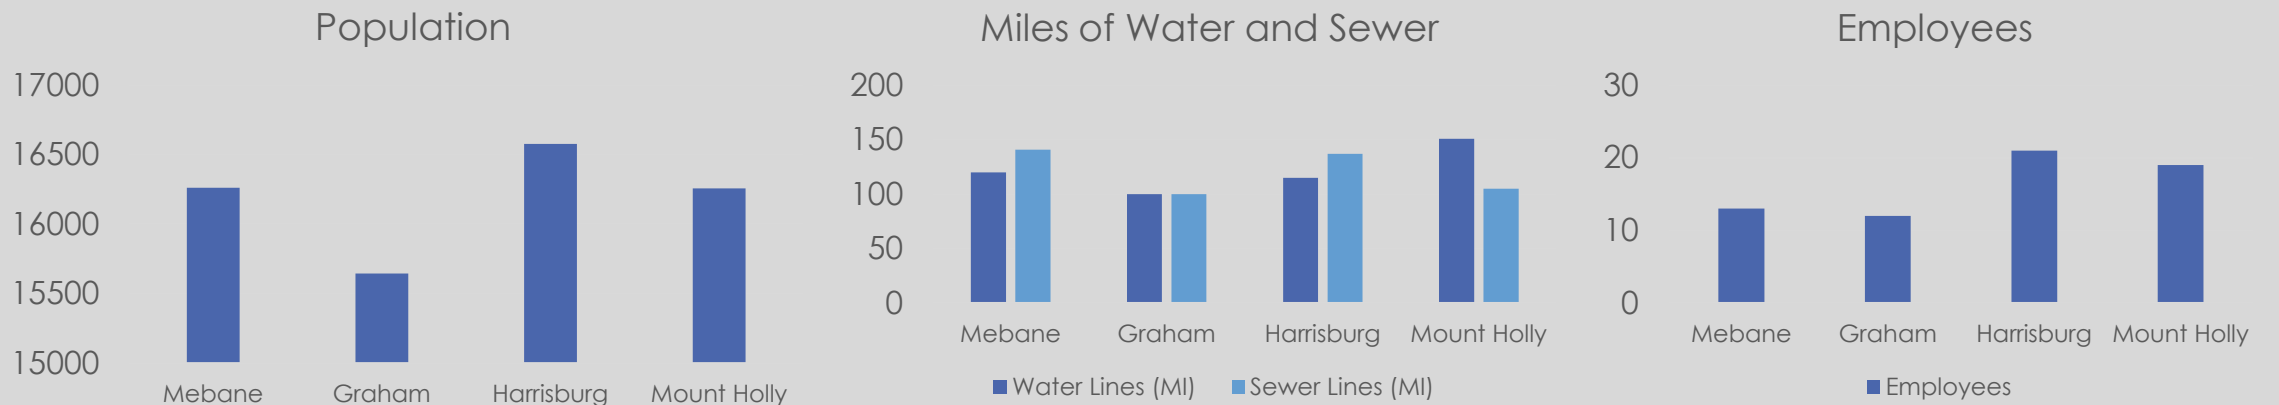 Population
17000
16500
16000
15500
15000
Mebane Graham Harrisburg Mount Holly
Miles of Water and Sewer
200
150
100
50
0
Mebane Graham Harrisburg Mount Holly
Water Lines (MI) Sewer Lines (MI)
Employees
30
20
10
0
Mebane Graham Harrisburg Mount Holly
Employees